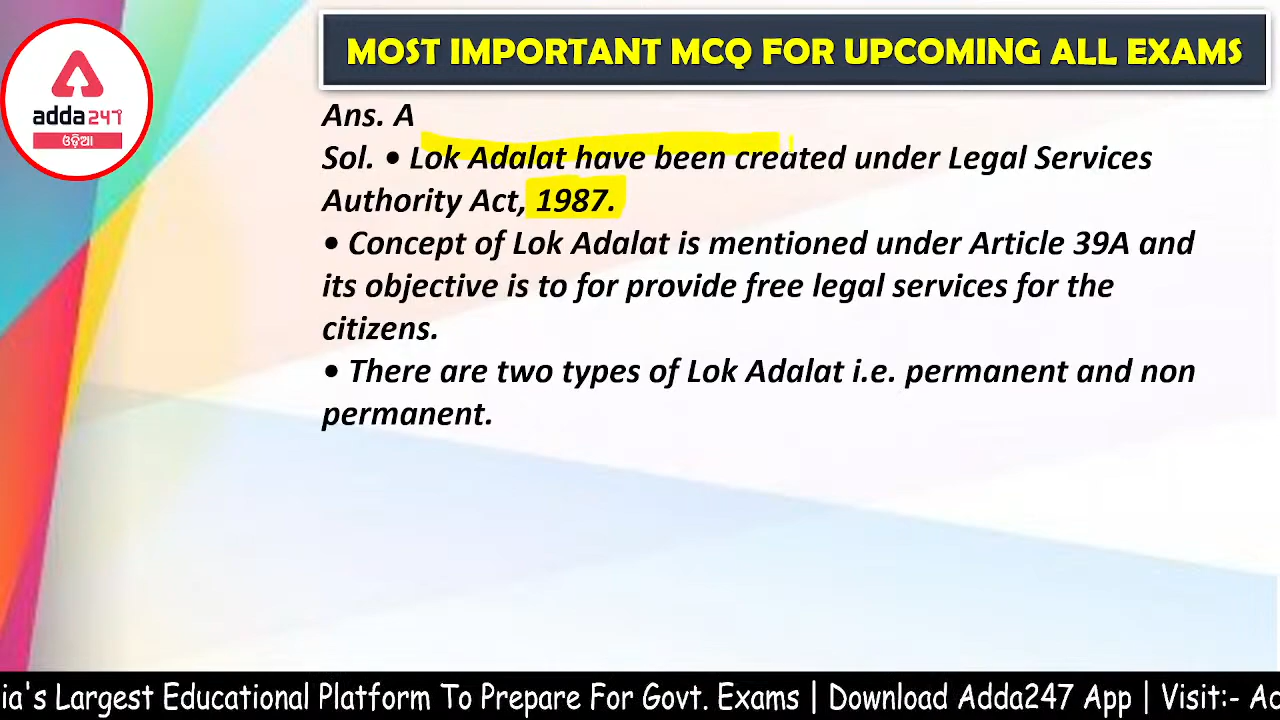 MOST IMPORTANT MCQ FOR UPCOMING ALL EXAMS
adda247
ଓଡ଼ିଆ
Ans. A
Sol. • Lok Adalat have been created under Legal Services
Authority Act, 1987.
• Concept of Lok Adalat is mentioned under Article 39A and
its objective is to for provide free legal services for the
citizens.
• There are two types of Lok Adalat i.e. permanent and non
permanent.
ia's Largest Educational Platform To Prepare For Govt. Exams | Download Adda247 App | Visit:- Ad